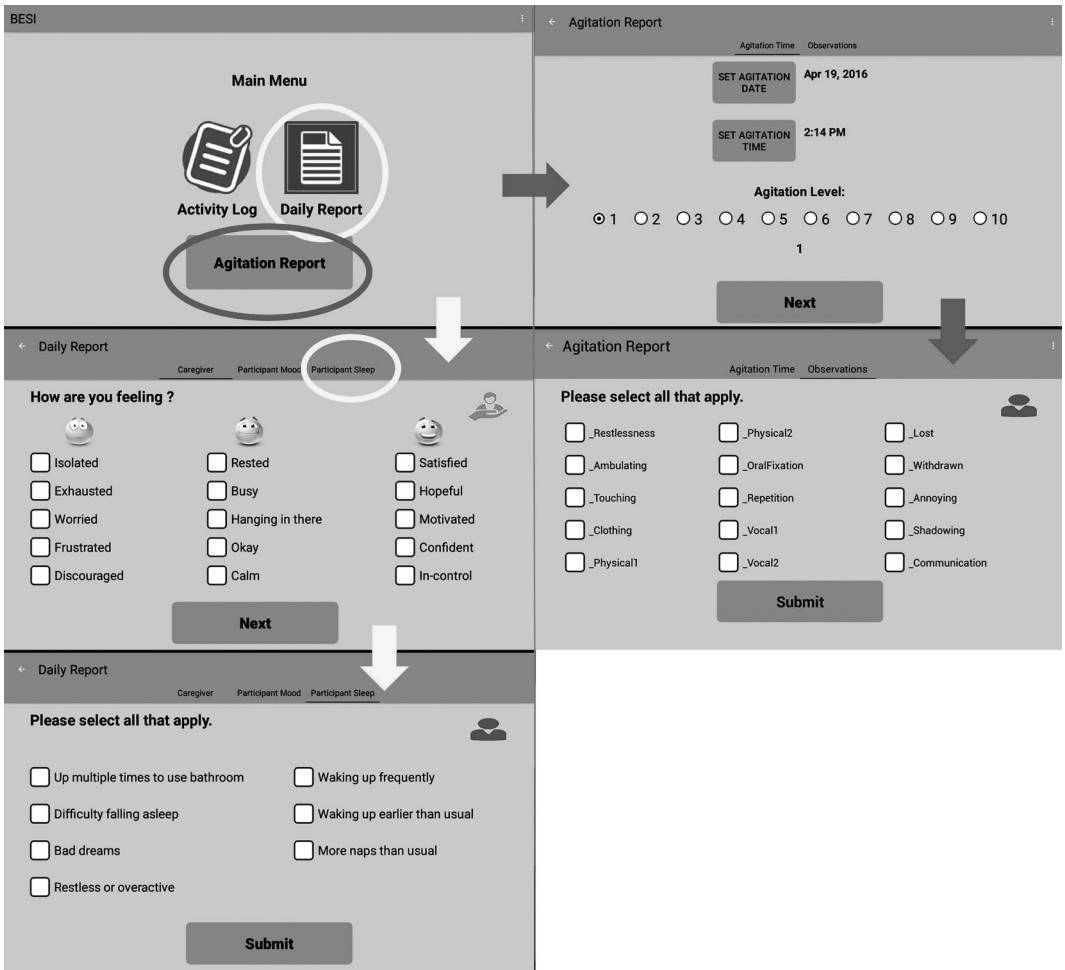 BESI
Main Menu
Activity Log Daily Report
Agitation Report
Agitation Report
Agitation Time Observations
SET AGITATION
DATE
Apr 19, 2016
SET AGITATION
TIME
2:14 PM
Agitation Level:
1 2 3 4 5 6 7 8 9 10
1
Next
Daily Report
Caregiver Participant Mood Participant Sleep
How are you feeling ?
Isolated Rested Satisfied
Exhausted Busy Hopeful
Worried Hanging in there Motivated
Frustrated Okay Confident
Discouraged Calm In-control
Next
Agitation Report
Agitation Time Observations
Please select all that apply.
_Restlessness _Physical2 _Lost
_Ambulating _OralFixation _Withdrawn
_Touching _Repetition _Annoying
_Clothing _Vocal1 _Shadowing
_Physical1 _Vocal2 _Communication
Submit
Daily Report
Caregiver Participant Mood Participant Sleep
Please select all that apply.
Up multiple times to use bathroom Waking up frequently
Difficulty falling asleep Waking up earlier than usual
Bad dreams More naps than usual
Restless or overactive
Submit